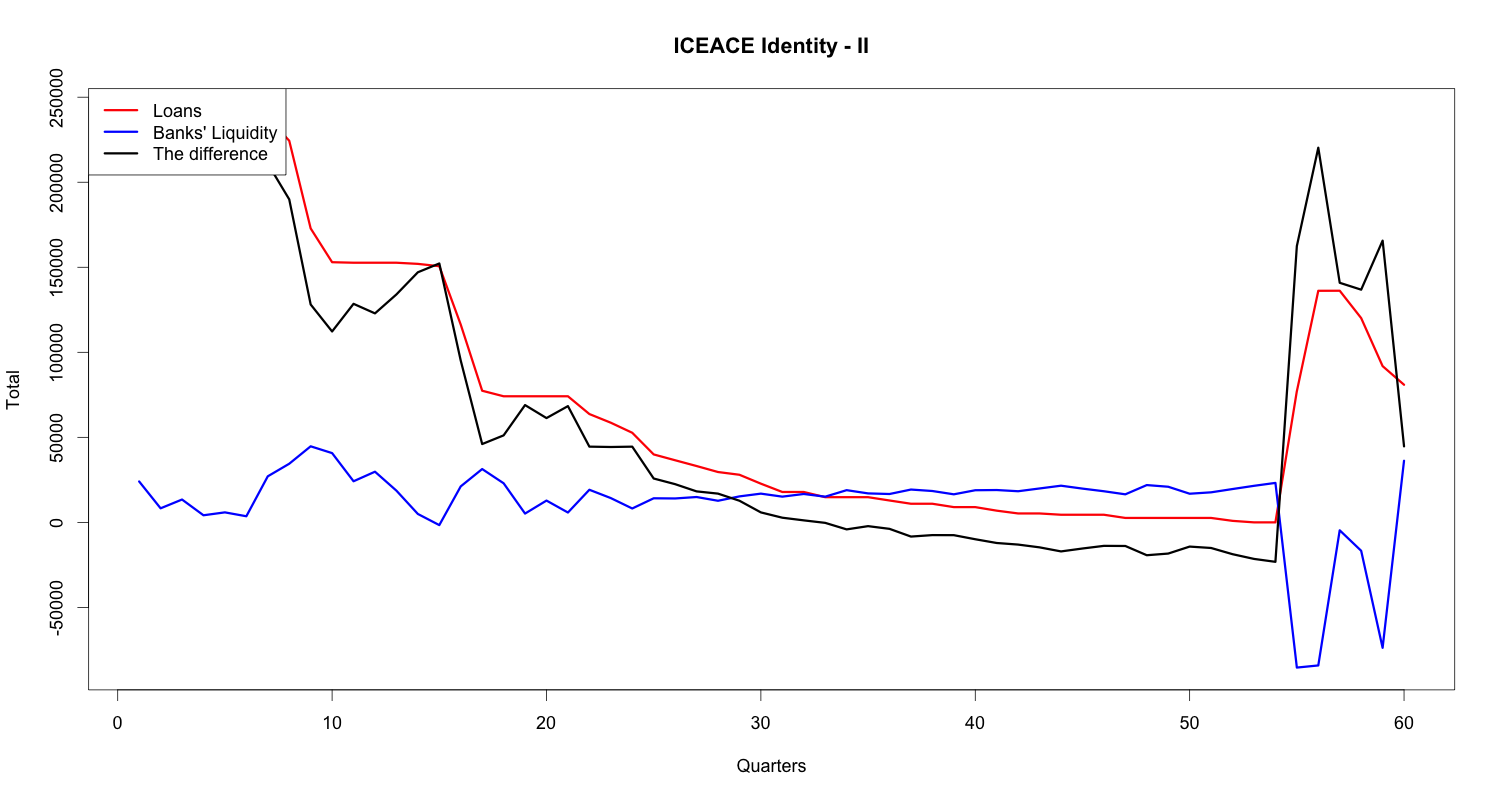 ICEACE Identity - II
Loans
Banks' Liquidity
The difference
250000
200000
150000
100000
50000
0
-50000
Total
0 10 20 30 40 50 60
Quarters